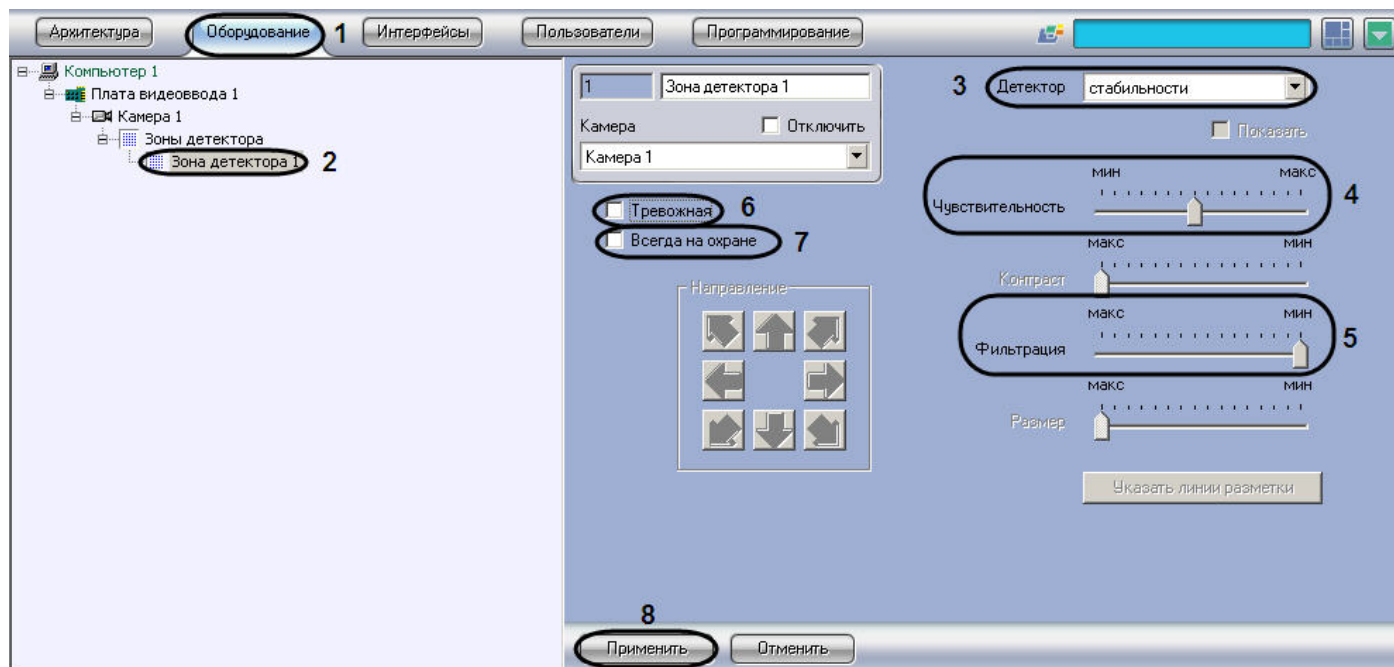 Архитектура Оборудование 1 Интерфейсы Пользователи Программирование
Компьютер 1
Плата видеоввода 1
Камера 1
Зоны детектора
Зона детектора 1 2
1 Зона детектора 1
Камера Отключить
Камера 1
Тревожная 6
Всегда на охране 7
Направление
3 Детектор стабильности
Показать
мин макс
Чувствительность 4
макс мин
Контраст
макс мин
Фильтрация 5
макс мин
Размер
Указать линии разметки
8
Применить Отменить